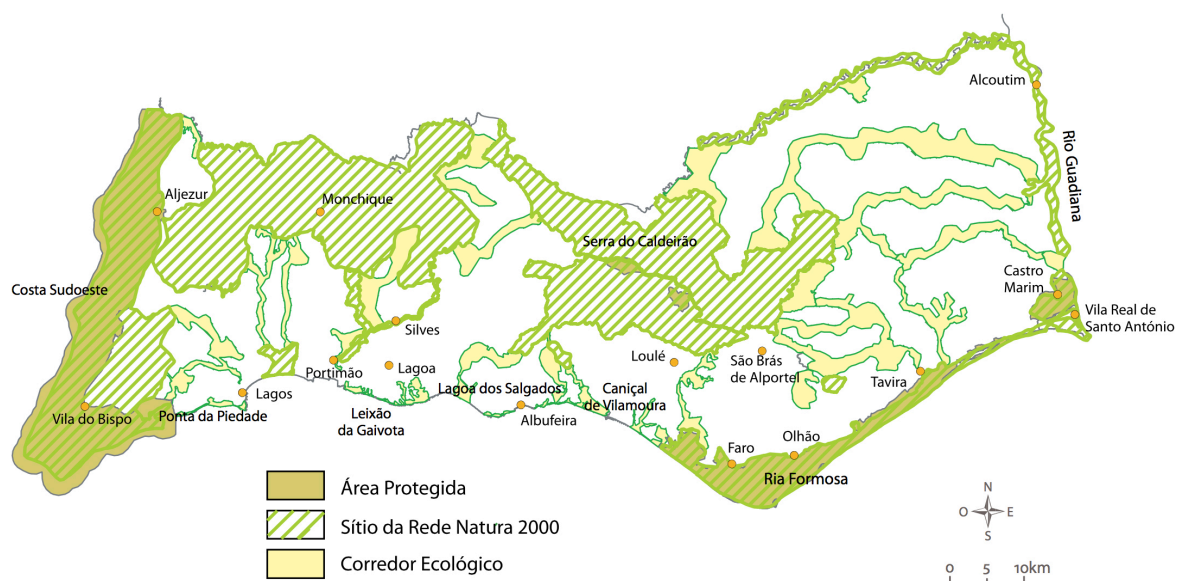 Alcoutim
Rio Guadiana
Aljezur
Monchique
Serra do Caldeirão
Castro
Marim
Costa Sudoeste
Vila Real de
Santo António
Silves
Portimão
Lagoa
Loulé
São Brás
de Alportel
Tavira
Lagos
Lagoa dos Salgados
Caniçal
de Vilamoura
Vila do Bispo
Ponta da Piedade
Leixão
da Gaivota
Albufeira
Faro
Olhão
Ria Formosa
Área Protegida
Sítio da Rede Natura 2000
Corredor Ecológico
N
O
E
S
0 5 10km